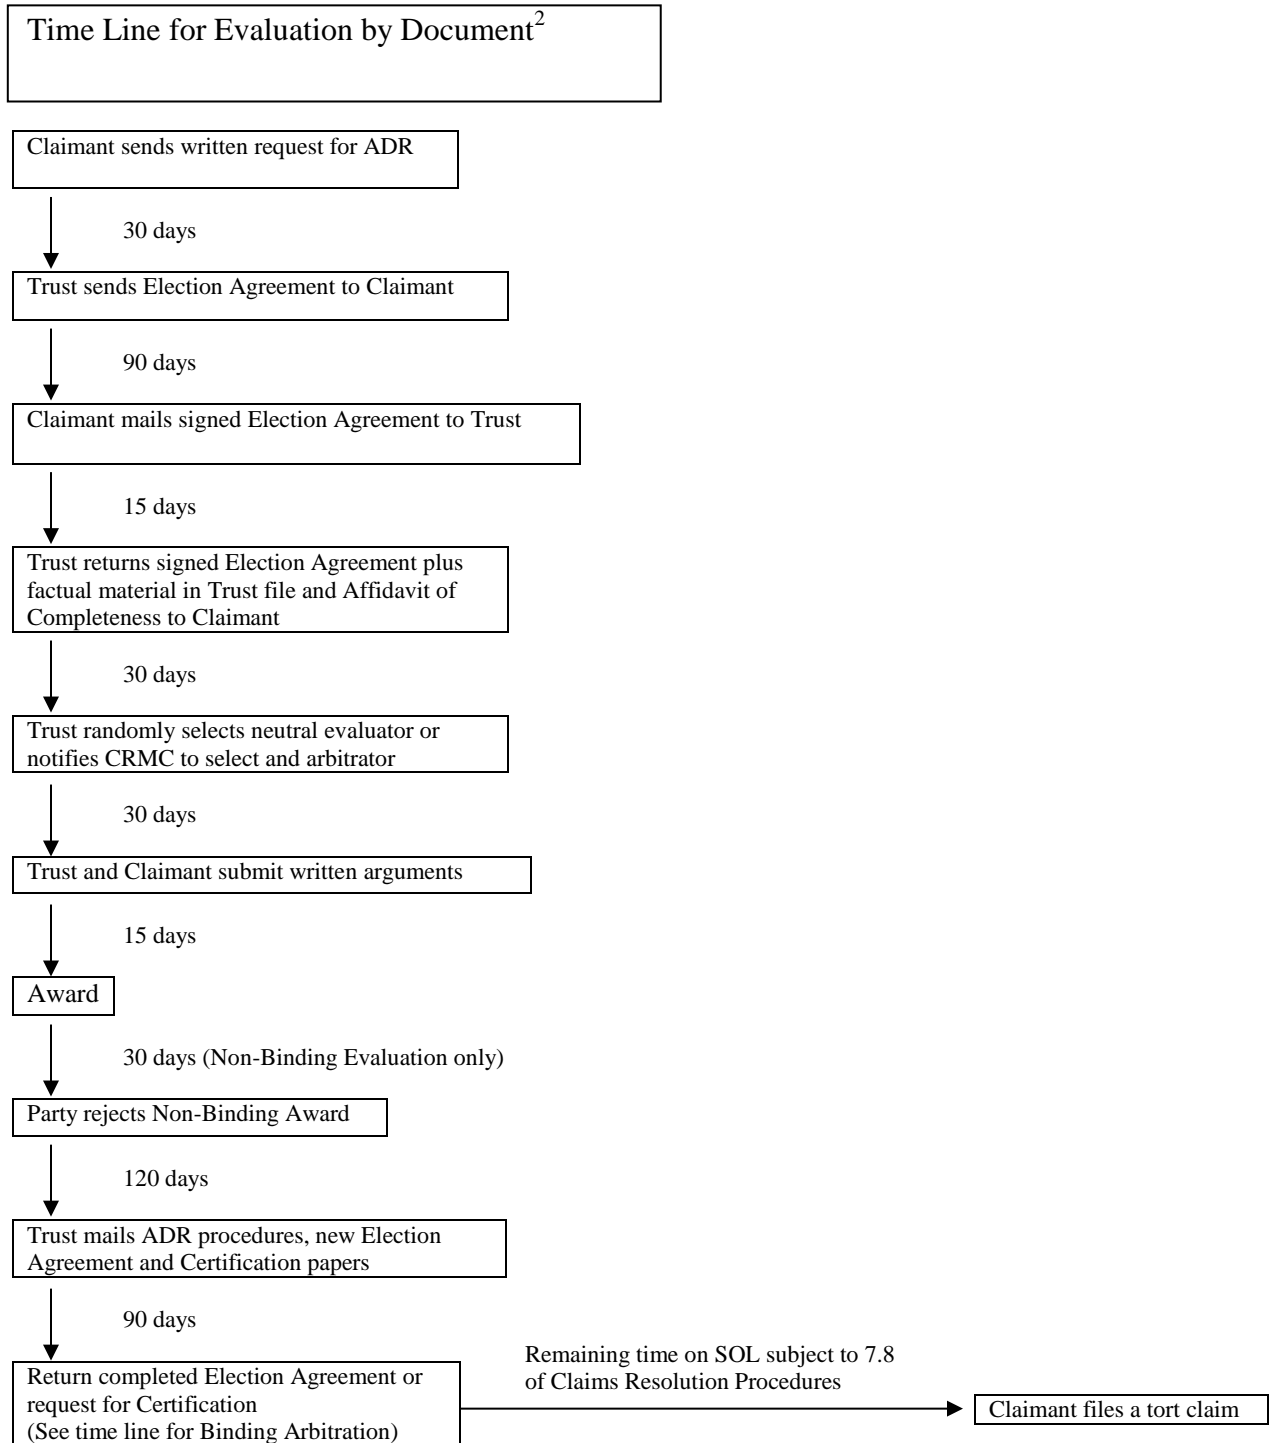 Time Line for Evaluation by Document2
Claimant sends written request for ADR
30 days
Trust sends Election Agreement to Claimant
90 days
Claimant mails signed Election Agreement to Trust
15 days
Trust returns signed Election Agreement plus
factual material in Trust file and Affidavit of
Completeness to Claimant
30 days
Trust randomly selects neutral evaluator or
notifies CRMC to select and arbitrator
30 days
Trust and Claimant submit written arguments
15 days
Award
30 days (Non-Binding Evaluation only)
Party rejects Non-Binding Award
120 days
Trust mails ADR procedures, new Election
Agreement and Certification papers
90 days
Return completed Election Agreement or
request for Certification
(See time line for Binding Arbitration)
Remaining time on SOL subject to 7.8
of Claims Resolution Procedures
Claimant files a tort claim